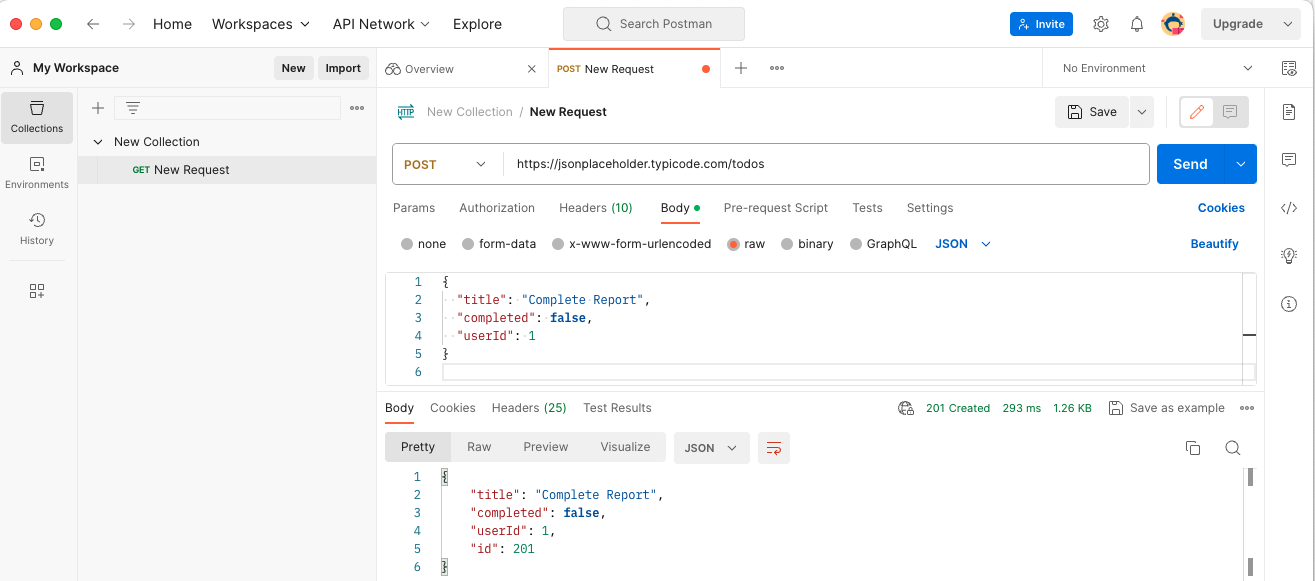 Home Workspaces API Network Explore Search Postman Invite Upgrade
My Workspace New Import Overview POST New Request No Environment
Collections
Environments
History
New Collection
GET New Request
HTTP New Collection / New Request Save
POST https://jsonplaceholder.typicode.com/todos Send
Params Authorization Headers (10) Body Pre-request Script Tests Settings Cookies
none form-data x-www-form-urlencoded raw binary GraphQL JSON Beautify
1 {
2 "title": "Complete Report",
3 "completed": false,
4 "userId": 1
5 }
6
Body Cookies Headers (25) Test Results 201 Created 293 ms 1.26 KB Save as example
Pretty Raw Preview Visualize JSON
1 {
2 "title": "Complete Report",
3 "completed": false,
4 "userId": 1,
5 "id": 201
6 }